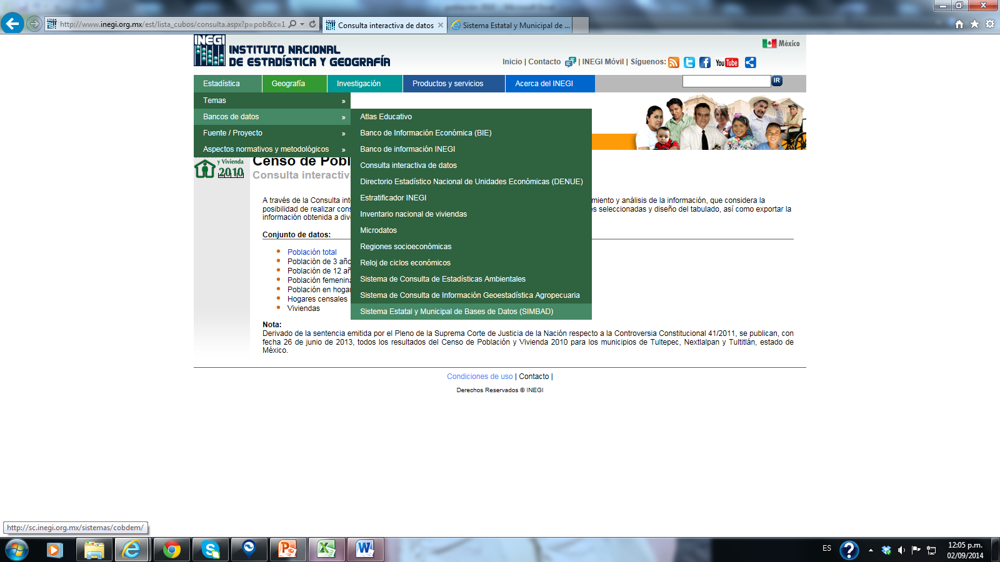 http://www.inegi.org.mx/est/lista_cubos/consulta.aspx?p=pob&c=1
Consulta interactiva de datos
Sistema Estatal y Municipal de ...
INEGI
INSTITUTO NACIONAL
DE ESTADÍSTICA Y GEOGRAFÍA
México
Inicio | Contacto | INEGI Móvil | Síguenos:
You Tube
Estadística
Geografía
Investigación
Productos y servicios
Acerca del INEGI
IR
Temas »
Bancos de datos »
Fuente / Proyecto »
Aspectos normativos y metodológicos »
Atlas Educativo
Banco de Información Económica (BIE)
Banco de información INEGI
Consulta interactiva de datos
Directorio Estadístico Nacional de Unidades Económicas (DENUE)
Estratificador INEGI
Inventario nacional de viviendas
Microdatos
Regiones socioeconómicas
Reloj de ciclos económicos
Sistema de Consulta de Estadísticas Ambientales
Sistema de Consulta de Información Geoestadística Agropecuaria
Sistema Estatal y Municipal de Bases de Datos (SIMBAD)
y Vivienda
2010
Censo de Pobl
Consulta interactiv
A través de la Consulta int
miento y análisis de la información, que considera la
posibilidad de realizar cons
s seleccionadas y diseño del tabulado, así como exportar la
información obtenida a div
Conjunto de datos:
Población total
Población de 3 año
Población de 12 añ
Población femenina
Población en hogar
Hogares censales
Viviendas
Nota:
Derivado de la sentencia emitida por el Pleno de la Suprema Corte de Justicia de la Nación respecto a la Controversia Constitucional 41/2011, se publican, con
fecha 26 de junio de 2013, todos los resultados del Censo de Población y Vivienda 2010 para los municipios de Tultepec, Nextlalpan y Tultitlán, estado de
México.
Condiciones de uso | Contacto |
Derechos Reservados © INEGI
http://sc.inegi.org.mx/sistemas/cobdem/
ES
12:05 p.m.
02/09/2014